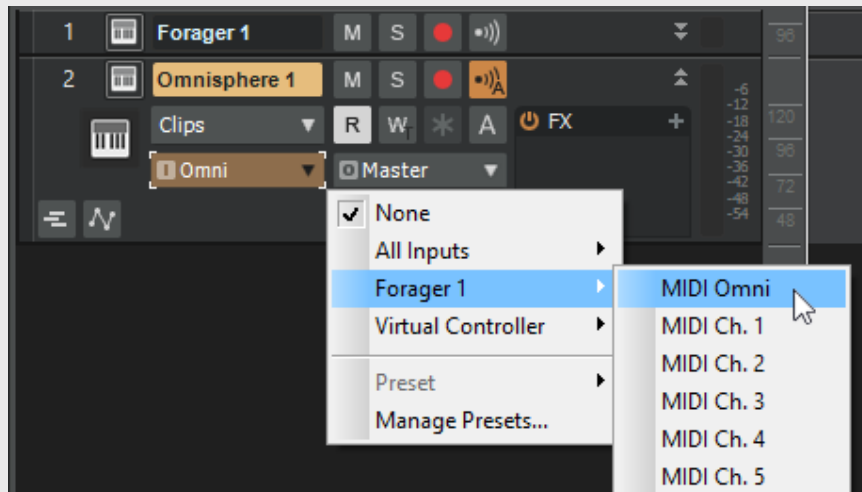 1 Forager 1 M S 96
2 Omnisphere 1 M S A
-6
-12
Clips R W T A FX + -18 120
-24
I Omni O Master -30 96
-36
-42 72
-48
-54 48
None
All Inputs
Forager 1 MIDI Omni
Virtual Controller MIDI Ch. 1
MIDI Ch. 2
Preset MIDI Ch. 3
Manage Presets... MIDI Ch. 4
MIDI Ch. 5